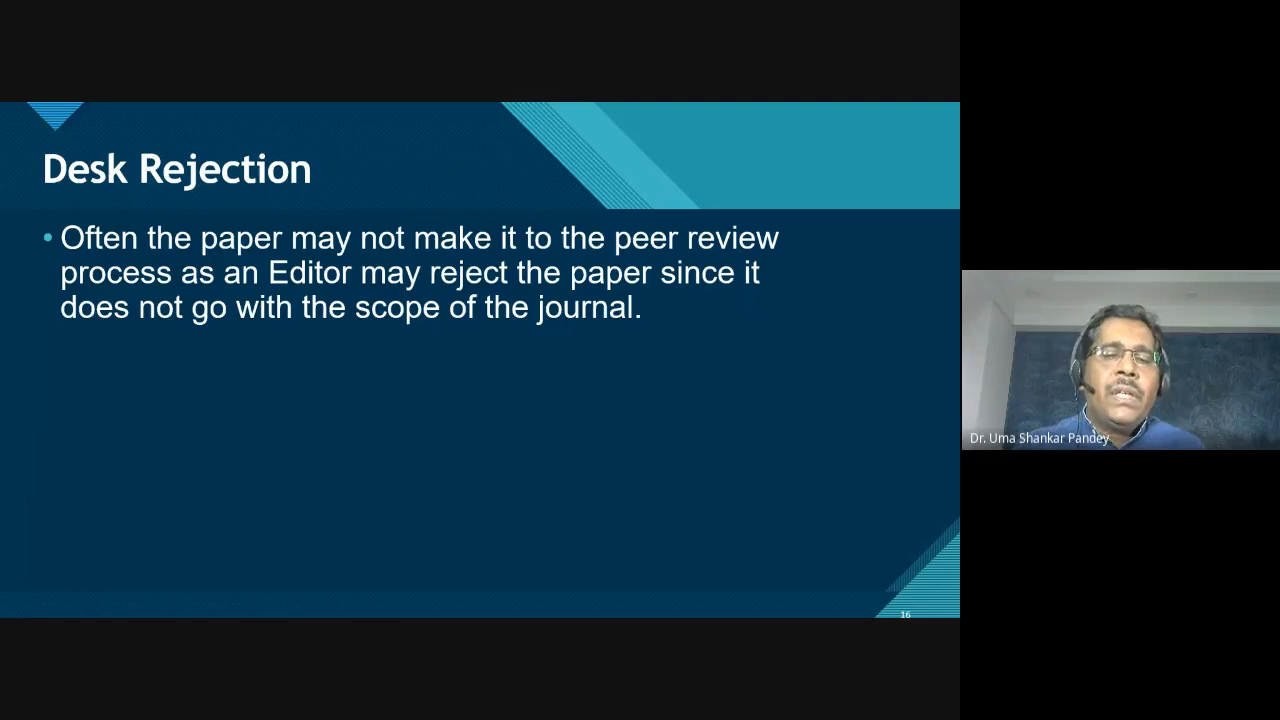 Desk Rejection
• Often the paper may not make it to the peer review
process as an Editor may reject the paper since it
does not go with the scope of the journal.
16
Dr. Uma Shankar Pandey